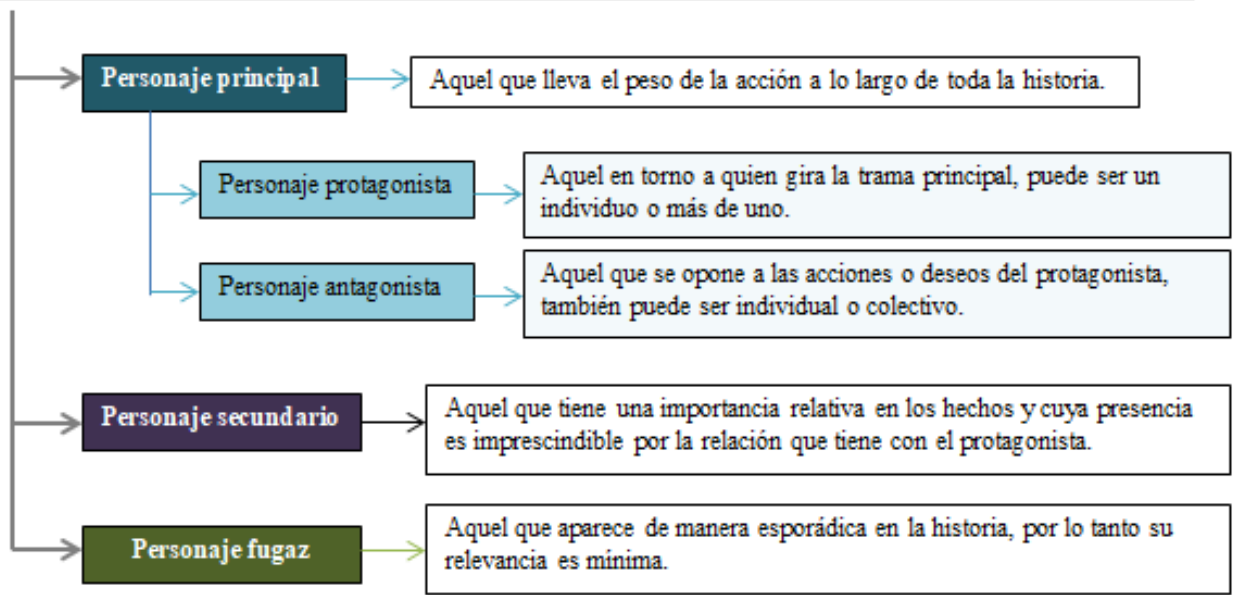 Personaje principal
Aquel que lleva el peso de la acción a lo largo de toda la historia.
Personaje protagonista
Aquel en torno a quien gira la trama principal, puede ser un
individuo o más de uno.
Personaje antagonista
Aquel que se opone a las acciones o deseos del protagonista,
también puede ser individual o colectivo.
Personaje secundario
Aquel que tiene una importancia relativa en los hechos y cuya presencia
es imprescindible por la relación que tiene con el protagonista.
Personaje fugaz
Aquel que aparece de manera esporádica en la historia, por lo tanto su
relevancia es mínima.